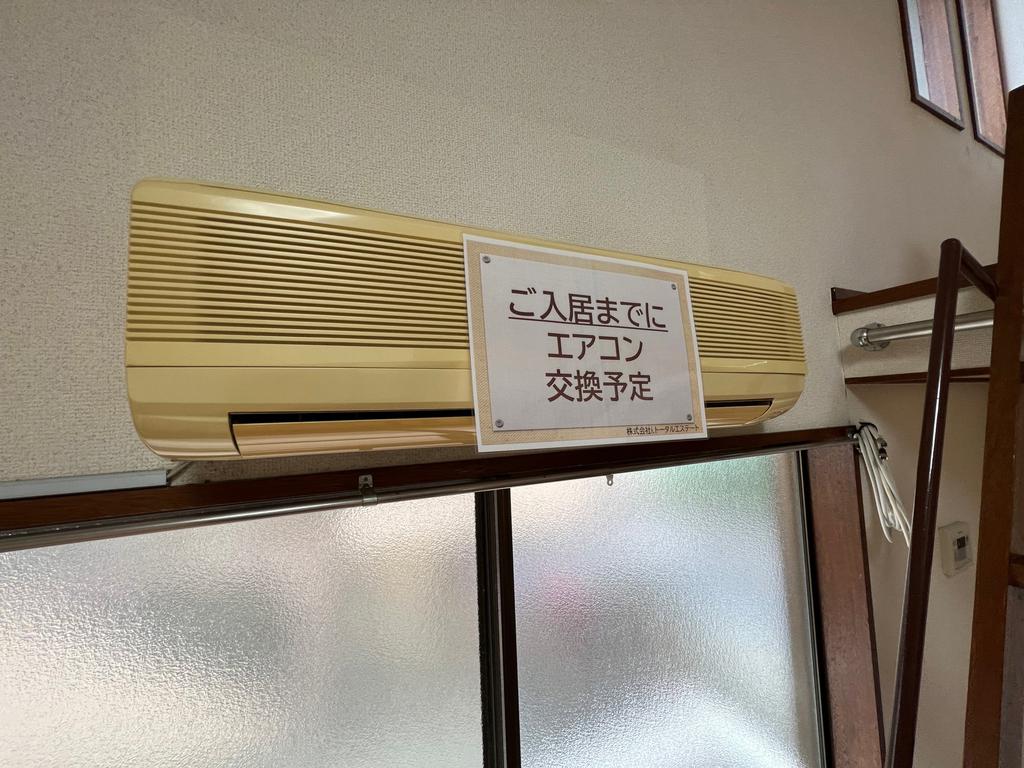 ご入居までに
エアコン
交換予定
株式会社トータルエステート